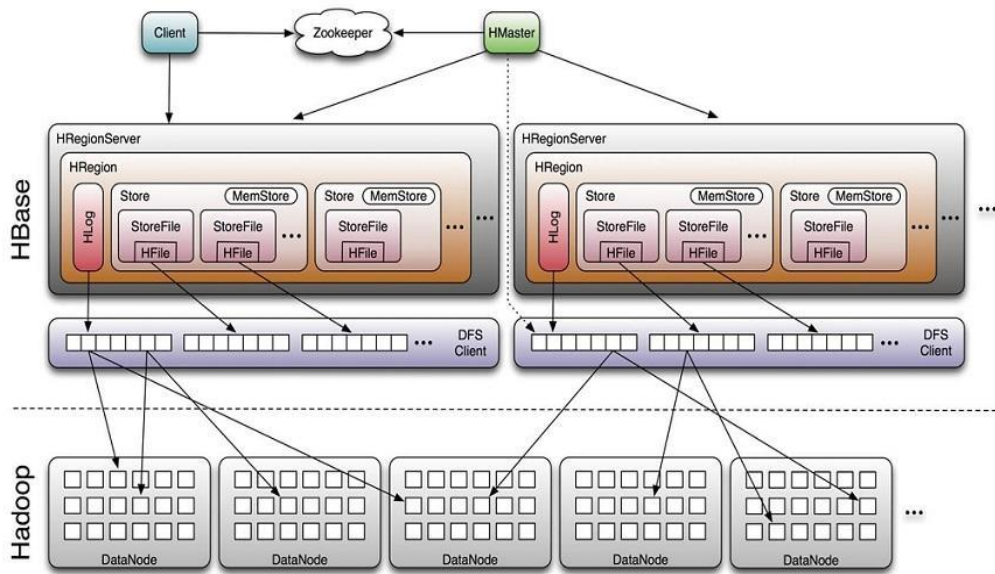 Client
Zookeeper
HMaster
HBase
HRegionServer
HRegion
HLog
Store
MemStore
StoreFile
HFile
StoreFile
HFile
...
Store
MemStore
StoreFile
HFile
...
...
HRegionServer
HRegion
HLog
Store
MemStore
StoreFile
HFile
StoreFile
HFile
...
Store
MemStore
StoreFile
HFile
...
...
...
...
DFS
Client
...
DFS
Client
Hadoop
DataNode
DataNode
DataNode
DataNode
DataNode
...